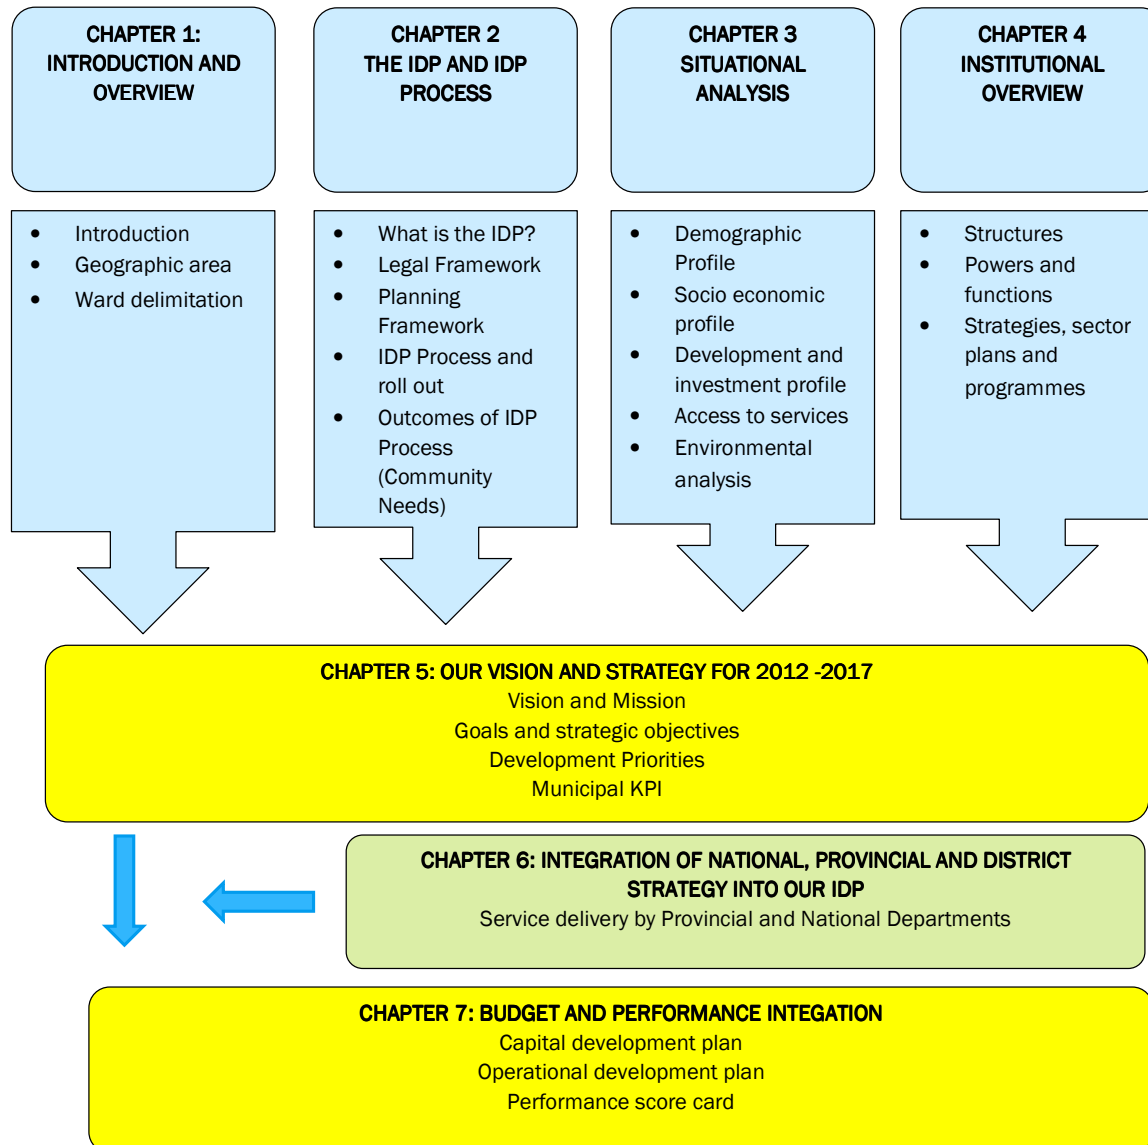 CHAPTER 1:
INTRODUCTION AND
OVERVIEW
CHAPTER 2
THE IDP AND IDP
PROCESS
CHAPTER 3
SITUATIONAL
ANALYSIS
CHAPTER 4
INSTITUTIONAL
OVERVIEW
• Introduction
• Geographic area
• Ward delimitation
• What is the IDP?
• Legal Framework
• Planning
Framework
• IDP Process and
roll out
• Outcomes of IDP
Process
(Community
Needs)
• Demographic
Profile
• Socio economic
profile
• Development and
investment profile
• Access to services
• Environmental
analysis
• Structures
• Powers and
functions
• Strategies, sector
plans and
programmes
CHAPTER 5: OUR VISION AND STRATEGY FOR 2012 -2017
Vision and Mission
Goals and strategic objectives
Development Priorities
Municipal KPI
CHAPTER 6: INTEGRATION OF NATIONAL, PROVINCIAL AND DISTRICT
STRATEGY INTO OUR IDP
Service delivery by Provincial and National Departments
CHAPTER 7: BUDGET AND PERFORMANCE INTEGATION
Capital development plan
Operational development plan
Performance score card